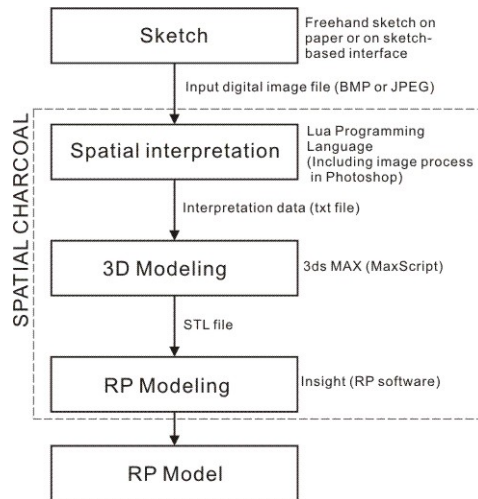 Sketch
Freehand sketch on
paper or on sketch-
based interface
Input digital image file (BMP or JPEG)
SPATIAL CHARCOAL
Spatial interpretation
Lua Programming
Language
(Including image process
in Photoshop)
Interpretation data (txt file)
3D Modeling
3ds MAX (MaxScript)
STL file
RP Modeling
Insight (RP software)
RP Model